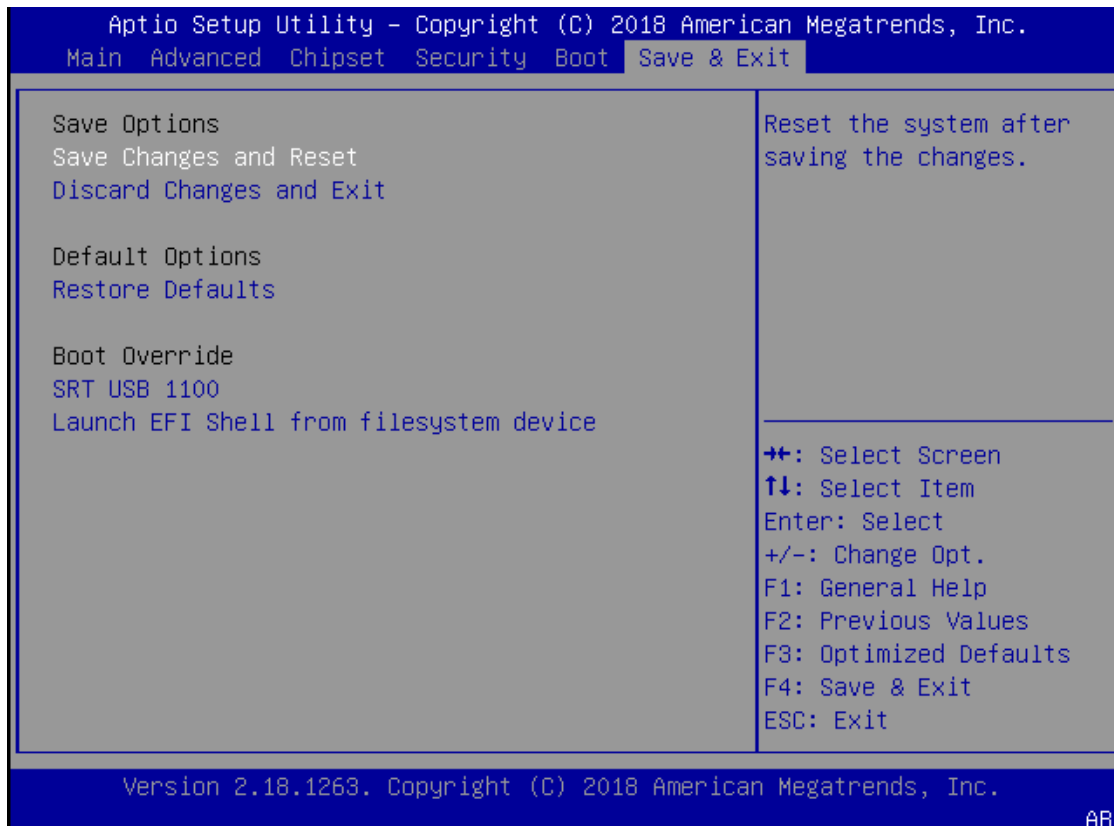 Aptio Setup Utility – Copyright (C) 2018 American Megatrends, Inc.
Main Advanced Chipset Security Boot Save & Exit
Save Options
Save Changes and Reset
Discard Changes and Exit
Default Options
Restore Defaults
Boot Override
SRT USB 1100
Launch EFI Shell from filesystem device
Reset the system after
saving the changes.
→←: Select Screen
↑↓: Select Item
Enter: Select
+/-: Change Opt.
F1: General Help
F2: Previous Values
F3: Optimized Defaults
F4: Save & Exit
ESC: Exit
Version 2.18.1263. Copyright (C) 2018 American Megatrends, Inc.
AB